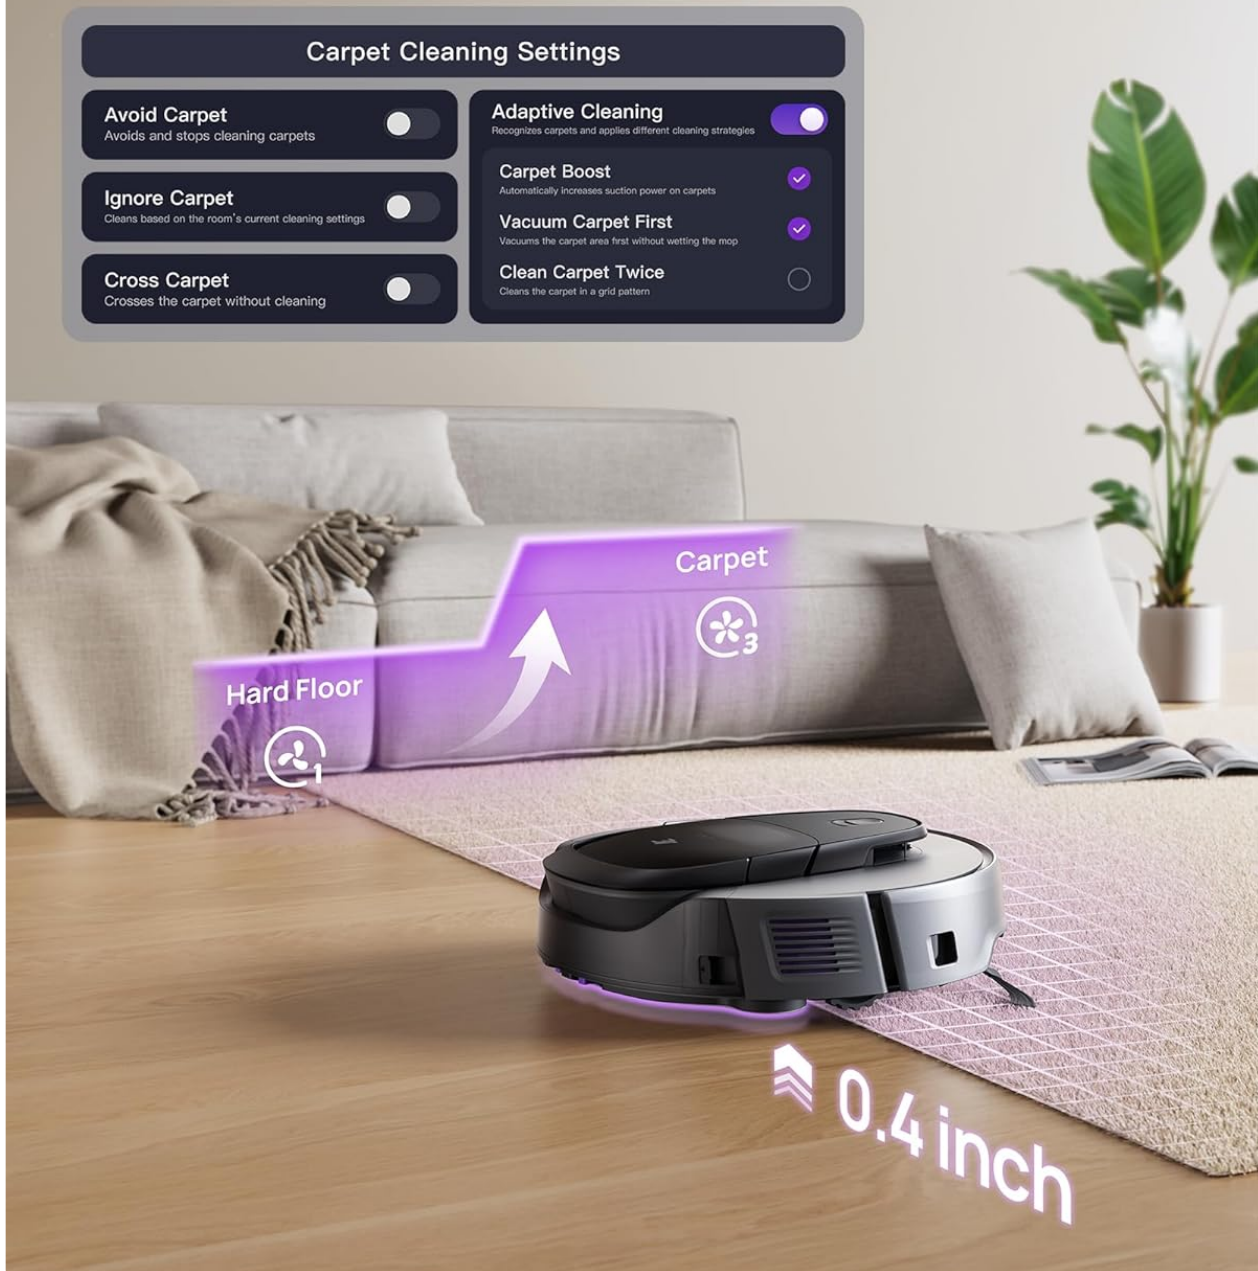 Carpet Cleaning Settings
Avoid Carpet
Avoids and stops cleaning carpets
Ignore Carpet
Cleans based on the room's current cleaning settings
Cross Carpet
Crosses the carpet without cleaning
Adaptive Cleaning
Recognizes carpets and applies different cleaning strategies
Carpet Boost
Automatically increases suction power on carpets
Vacuum Carpet First
Vacuums the carpet area first without wetting the mop
Clean Carpet Twice
Cleans the carpet in a grid pattern
Carpet
3
Hard Floor
1
0.4 inch